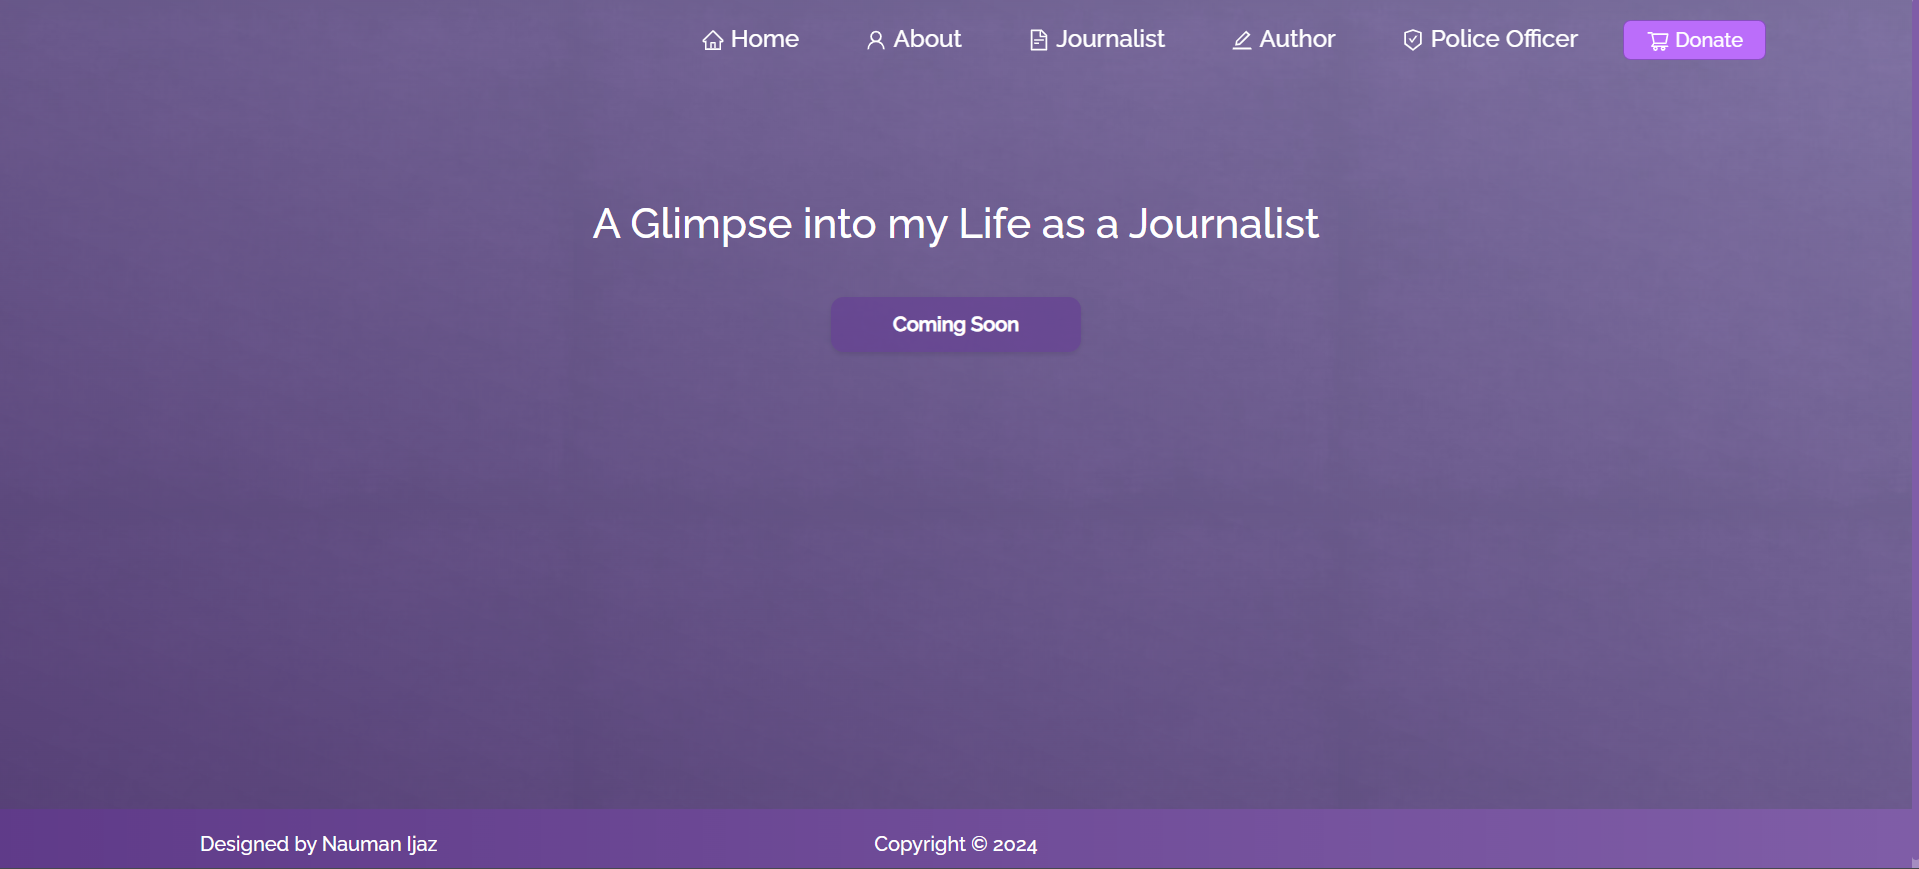 Home About Journalist Author Police Officer Donate
A Glimpse into my Life as a Journalist
Coming Soon
Designed by Nauman Ijaz Copyright © 2024